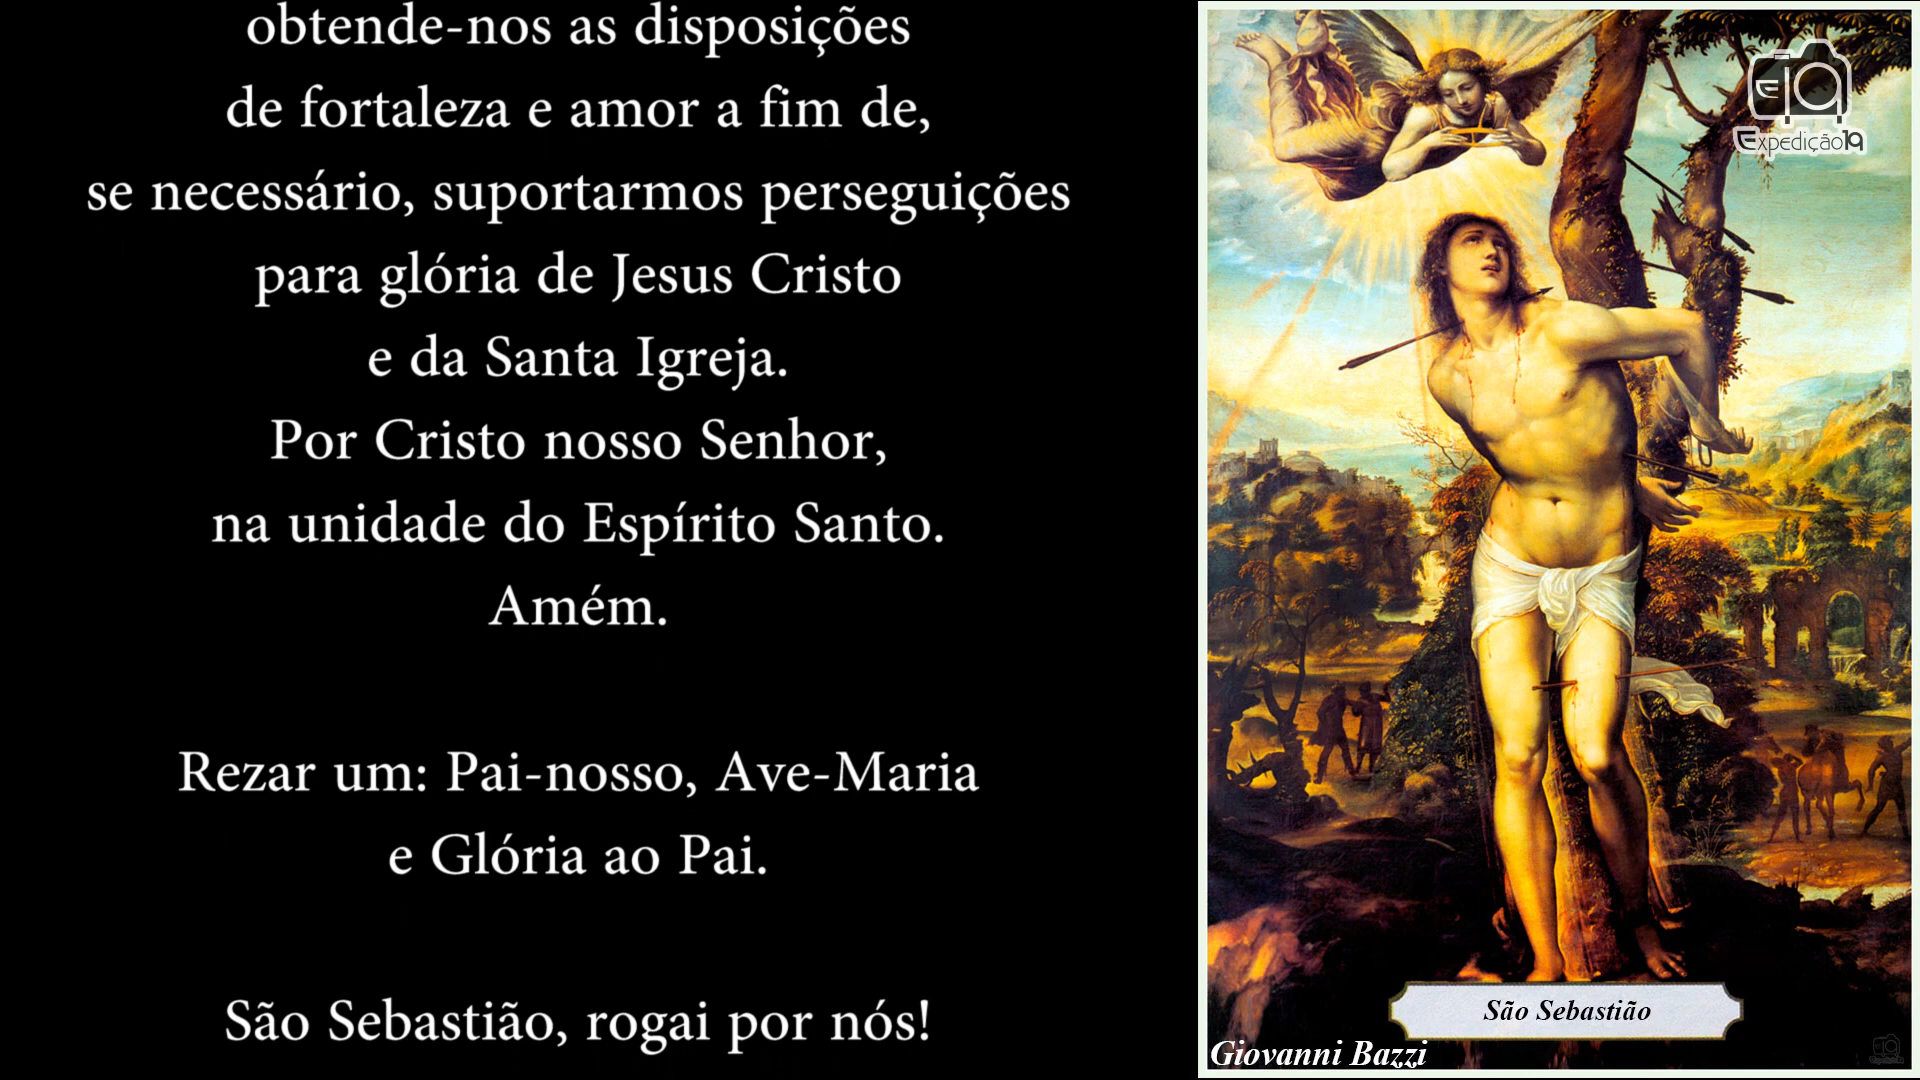 obtende-nos as disposições
de fortaleza e amor a fim de,
se necessário, suportarmos perseguições
para glória de Jesus Cristo
e da Santa Igreja.
Por Cristo nosso Senhor,
na unidade do Espírito Santo.
Amém.
Rezar um: Pai-nosso, Ave-Maria
e Glória ao Pai.
São Sebastião, rogai por nós!
E19
Expedição19
São Sebastião
Giovanni Bazzi